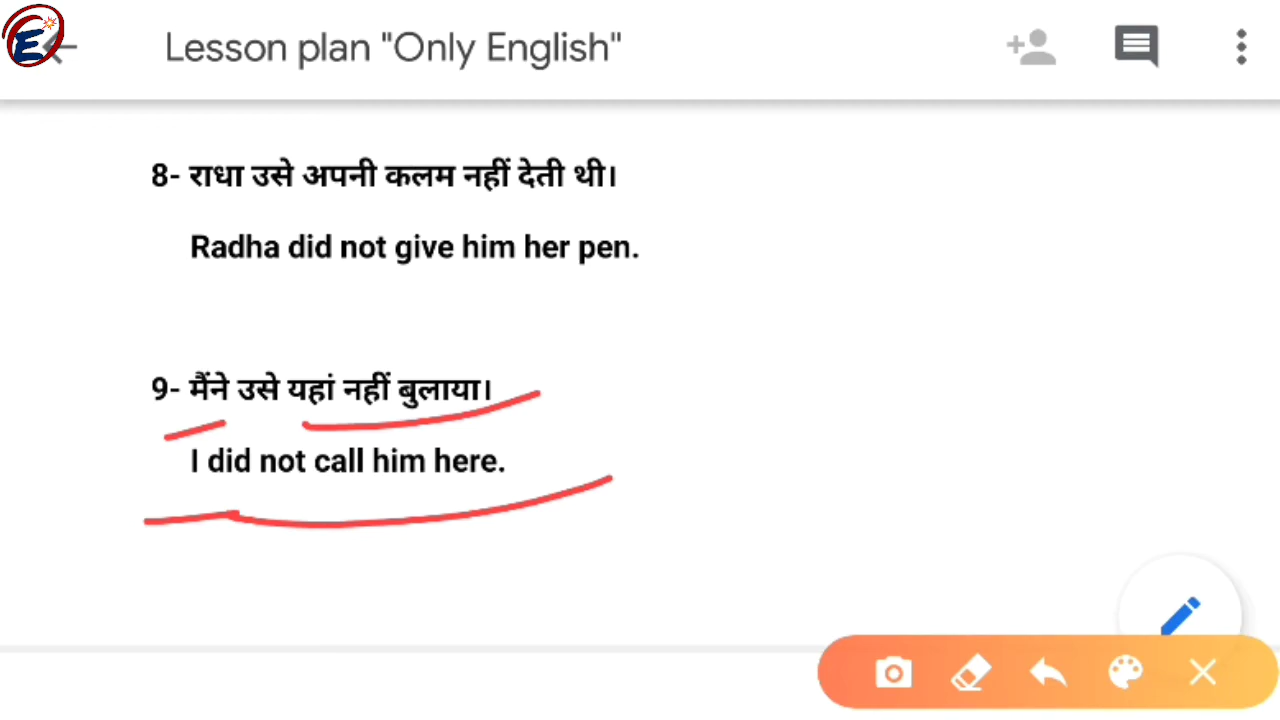 E
Lesson plan "Only English"
8- राधा उसे अपनी कलम नहीं देती थी।
Radha did not give him her pen.
9- मैंने उसे यहां नहीं बुलाया।
I did not call him here.